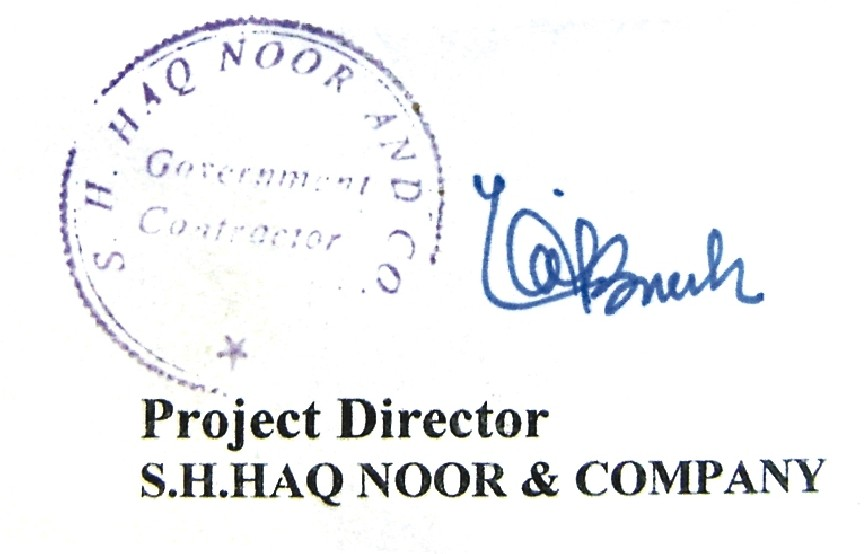 S.H. HAQ NOOR AND CO.
Government
Contractor
Project Director
S.H.HAQ NOOR & COMPANY